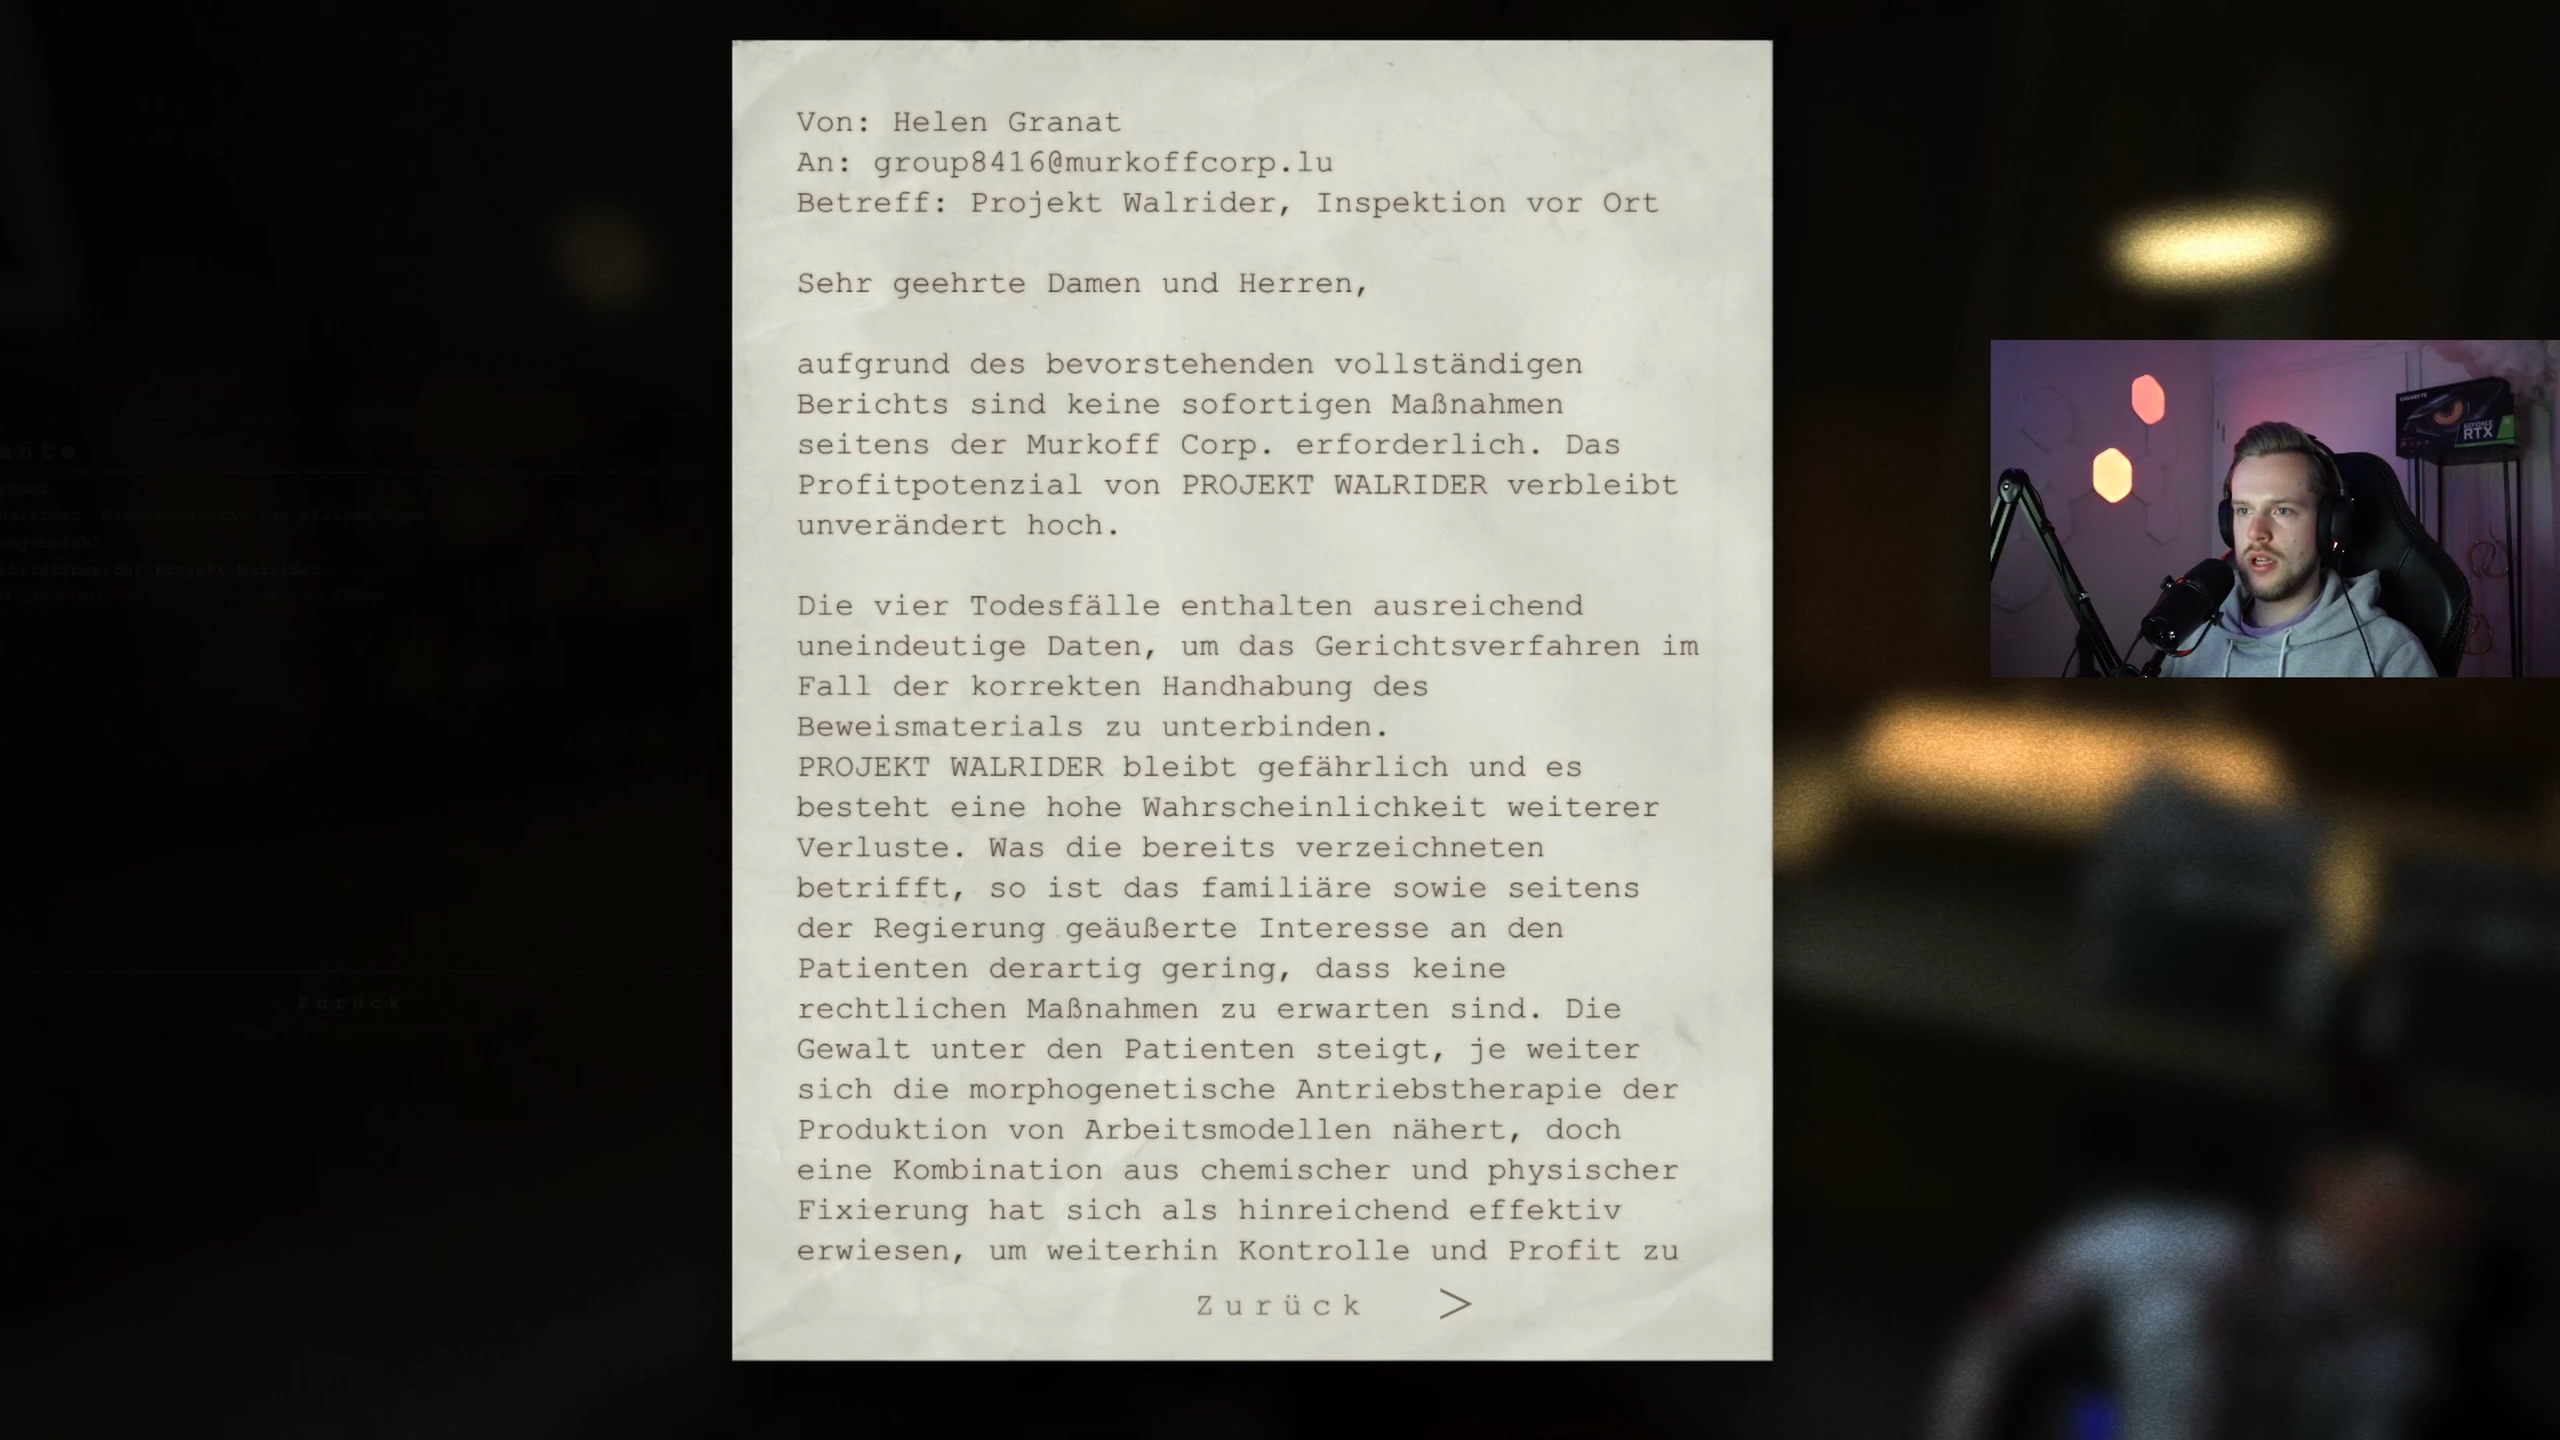 Von: Helen Granat
An: group8416@murkoffcorp.lu
Betreff: Projekt Walrider, Inspektion vor Ort
Sehr geehrte Damen und Herren,
aufgrund des bevorstehenden vollständigen
Berichts sind keine sofortigen Maßnahmen
seitens der Murkoff Corp. erforderlich. Das
Profitpotenzial von PROJEKT WALRIDER verbleibt
unverändert hoch.
Die vier Todesfälle enthalten ausreichend
uneindeutige Daten, um das Gerichtsverfahren im
Fall der korrekten Handhabung des
Beweismaterials zu unterbinden.
PROJEKT WALRIDER bleibt gefährlich und es
besteht eine hohe Wahrscheinlichkeit weiterer
Verluste. Was die bereits verzeichneten
betrifft, so ist das familiäre sowie seitens
der Regierung geäußerte Interesse an den
Patienten derartig gering, dass keine
rechtlichen Maßnahmen zu erwarten sind. Die
Gewalt unter den Patienten steigt, je weiter
sich die morphogenetische Antriebstherapie der
Produktion von Arbeitsmodellen nähert, doch
eine Kombination aus chemischer und physischer
Fixierung hat sich als hinreichend effektiv
erwiesen, um weiterhin Kontrolle und Profit zu
Zurück >
Zurück
GIGABYTE
RTX